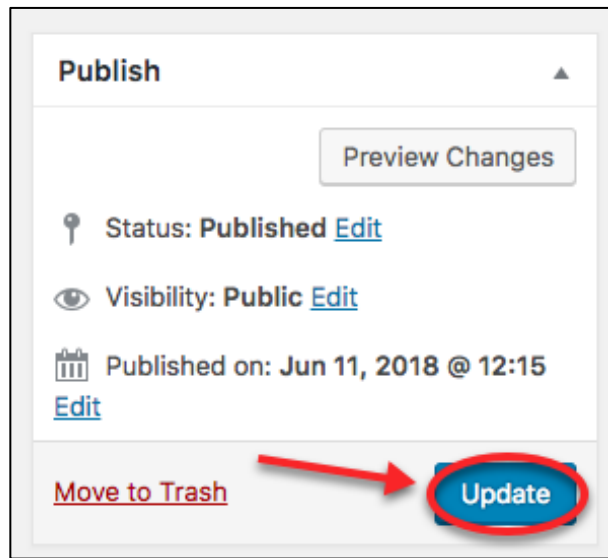 Publish
Preview Changes
Status: Published Edit
Visibility: Public Edit
Published on: Jun 11, 2018 @ 12:15
Edit
Move to Trash
Update